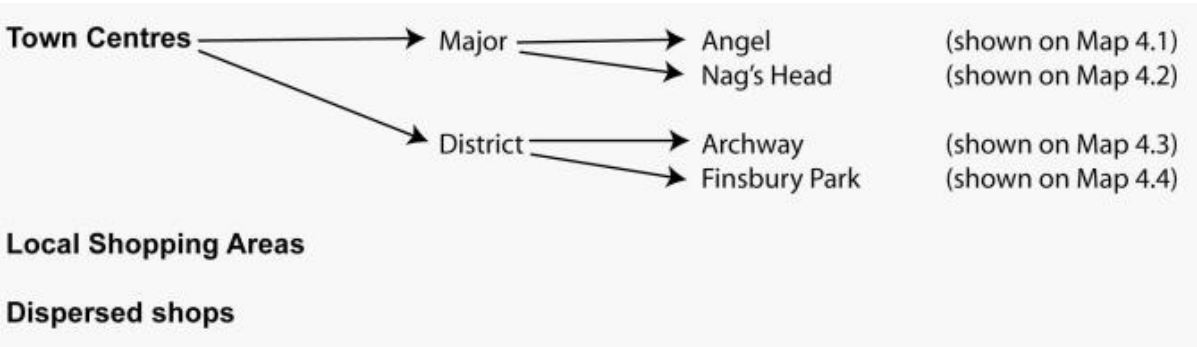 Town Centres Major Angel (shown on Map 4.1)
Nag's Head (shown on Map 4.2)
District Archway (shown on Map 4.3)
Finsbury Park (shown on Map 4.4)
Local Shopping Areas
Dispersed shops